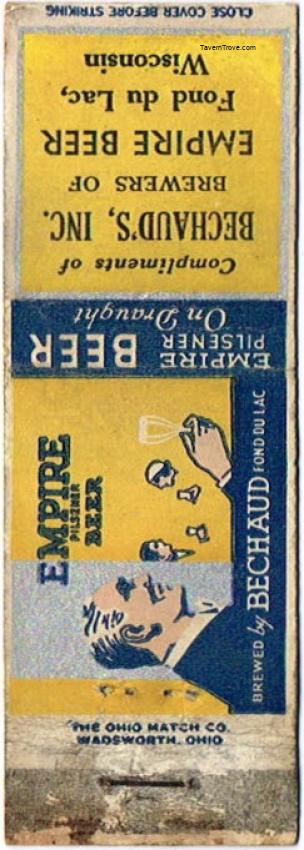 CLOSE COVER BEFORE STRIKING
TavernTrove.com
Compliments of
BECHAUD'S, INC.
BREWERS OF
EMPIRE BEER
Fond du Lac,
Wisconsin
EMPIRE
PILSENER
BEER
On Draught
EMPIRE
PILSENER
BEER
BREWED by BECHAUD FOND DU LAC
THE OHIO MATCH CO.
WADSWORTH, OHIO